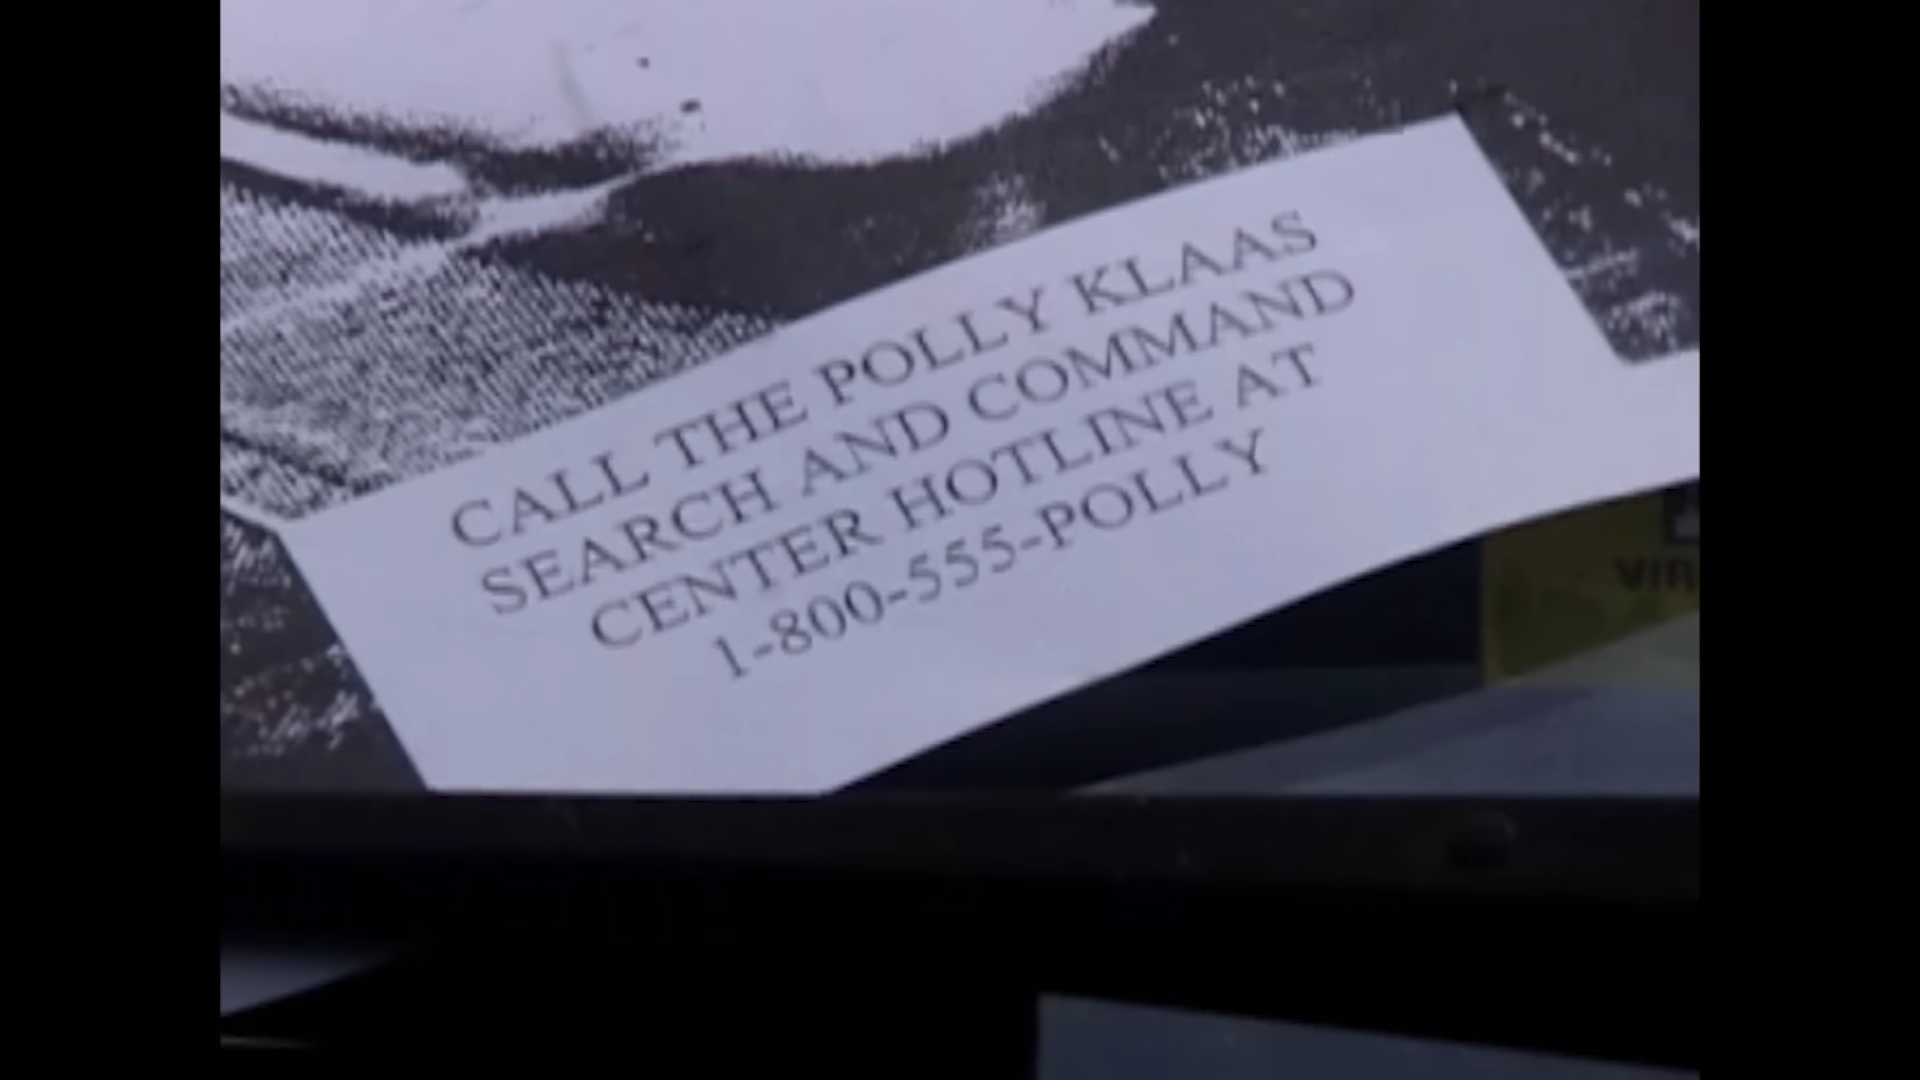 CALL THE POLLY KLAAS
SEARCH AND COMMAND
CENTER HOTLINE AT
1-800-555-POLLY